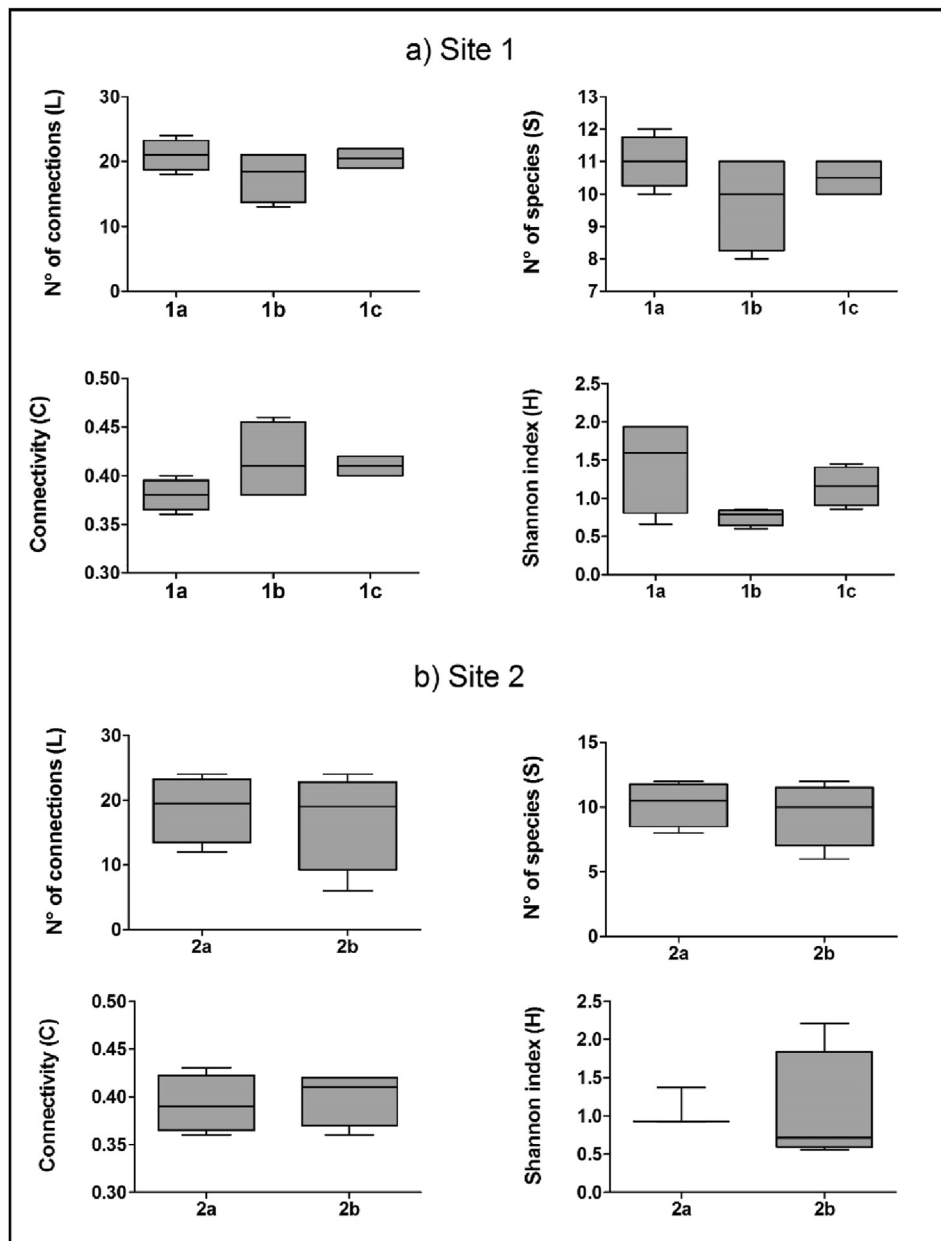 a) Site 1
N° of connections (L)
30
20
10
0
1a 1b 1c
N° of species (S)
13
12
11
10
9
8
7
1a 1b 1c
Connectivity (C)
0.50
0.45
0.40
0.35
0.30
1a 1b 1c
Shannon index (H)
2.5
2.0
1.5
1.0
0.5
0.0
1a 1b 1c
b) Site 2
N° of connections (L)
30
20
10
0
2a 2b
N° of species (S)
15
10
5
0
2a 2b
Connectivity (C)
0.50
0.45
0.40
0.35
0.30
2a 2b
Shannon index (H)
2.5
2.0
1.5
1.0
0.5
0.0
2a 2b